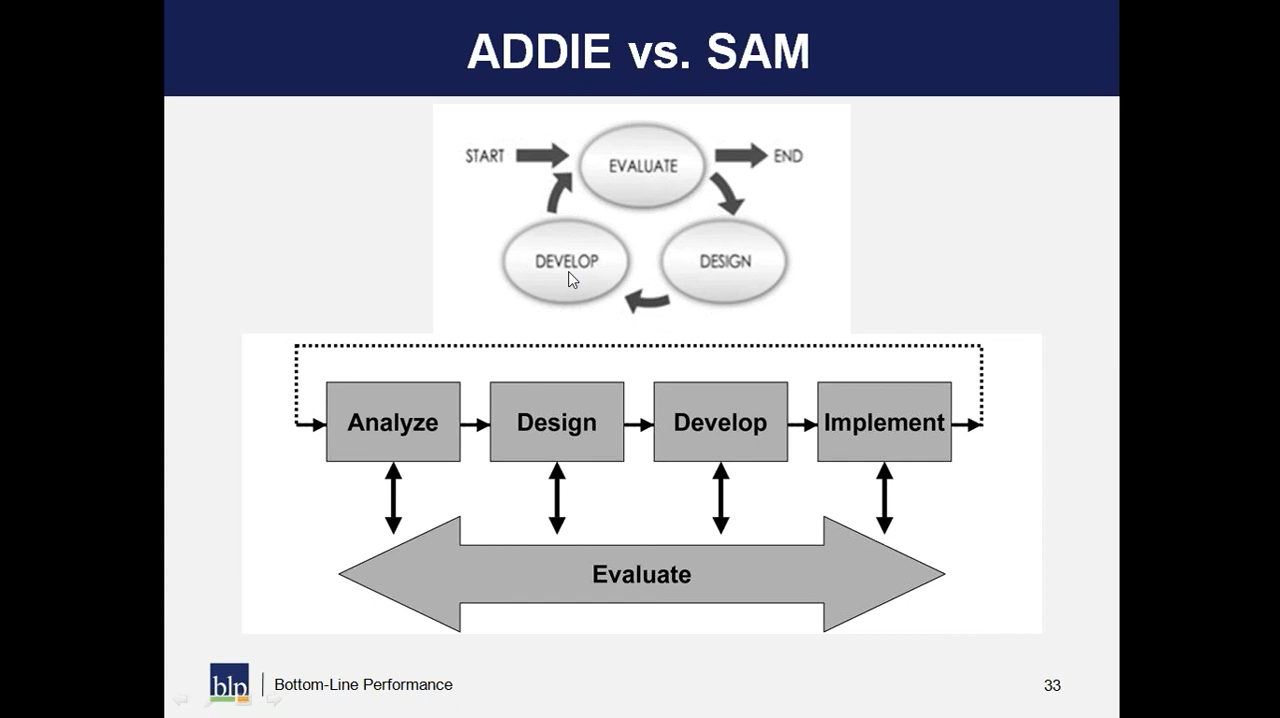 ADDIE vs. SAM
START
EVALUATE
END
DEVELOP
DESIGN
Analyze
Design
Develop
Implement
Evaluate
blp
Bottom-Line Performance
33